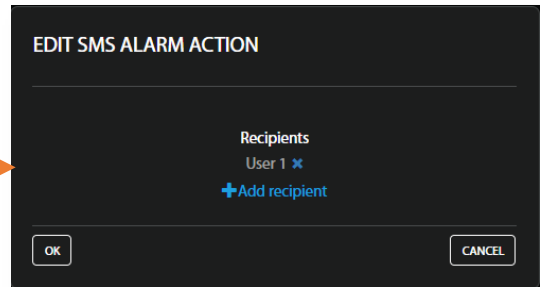 EDIT SMS ALARM ACTION
Recipients
User 1
Add recipient
OK
CANCEL